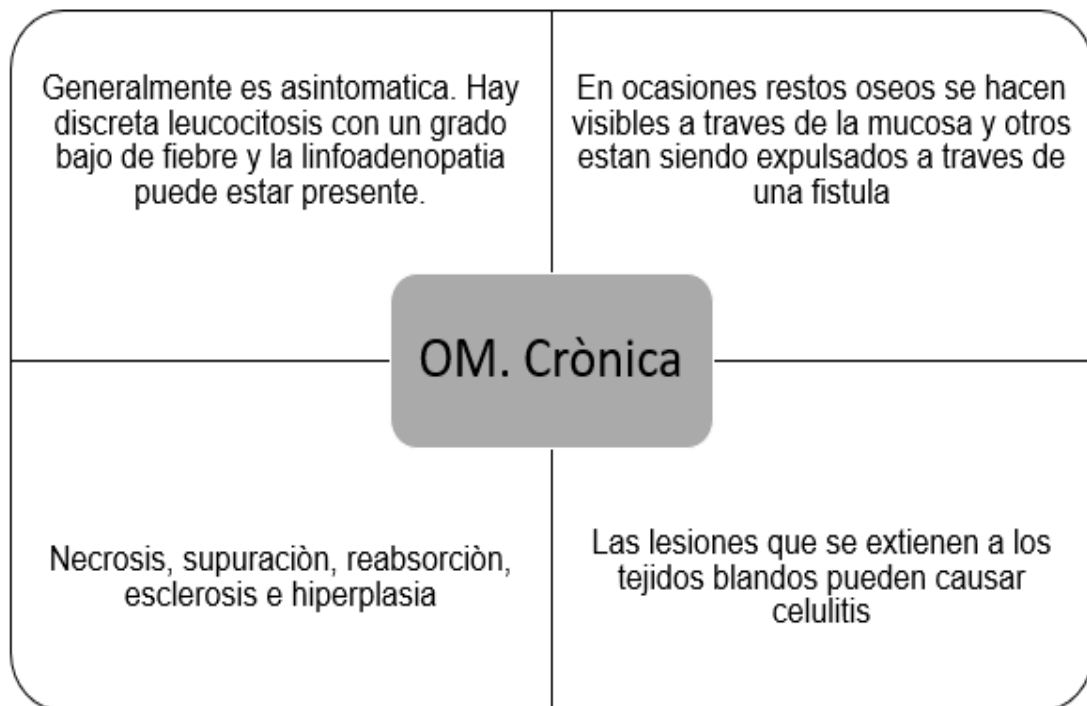 Generalmente es asintomatica. Hay
discreta leucocitosis con un grado
bajo de fiebre y la linfoadenopatia
puede estar presente.
En ocasiones restos oseos se hacen
visibles a traves de la mucosa y otros
estan siendo expulsados a traves de
una fistula
OM. Crònica
Necrosis, supuraciòn, reabsorciòn,
esclerosis e hiperplasia
Las lesiones que se extienen a los
tejidos blandos pueden causar
celulitis